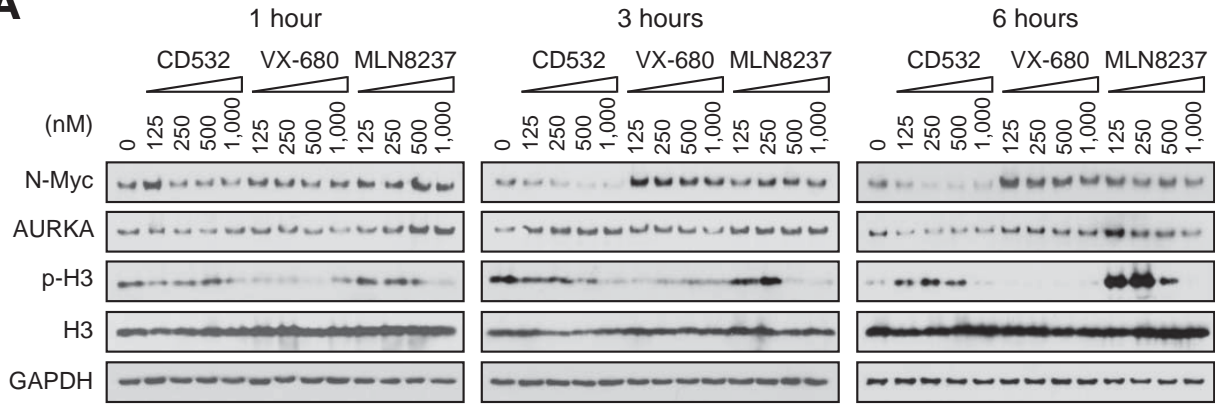 A
1 hour 3 hours 6 hours
CD532 VX-680 MLN8237 CD532 VX-680 MLN8237 CD532 VX-680 MLN8237
(nM) 0 125 250 500 1,000 125 250 500 1,000 125 250 500 1,000 0 125 250 500 1,000 125 250 500 1,000 125 250 500 1,000 0 125 250 500 1,000 125 250 500 1,000 125 250 500 1,000
N-Myc
AURKA
p-H3
H3
GAPDH